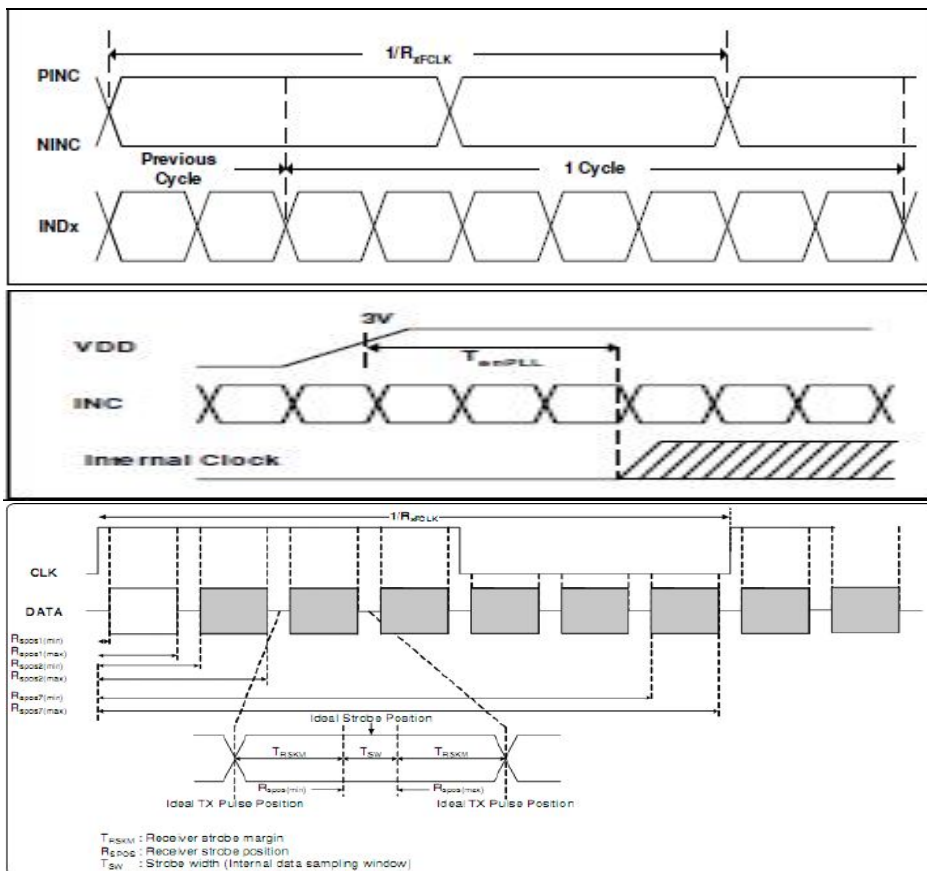 1/RxFCLK
PINC
NINC
Previous
Cycle
1 Cycle
INDx
3V
VDD
TenPLL
INC
Internal Clock
1/RxFCLK
CLK
DATA
Rspos1(min)
Rspos1(max)
Rspos2(min)
Rspos2(max)
Rspos7(min)
Rspos7(max)
Ideal Strobe Position
TRSKM TSW TRSKM
Rspos(min) Rspos(max)
Ideal TX Pulse Position Ideal TX Pulse Position
TRSKM : Receiver strobe margin
RSPOS : Receiver strobe position
TSW : Strobe width (Internal data sampling window)